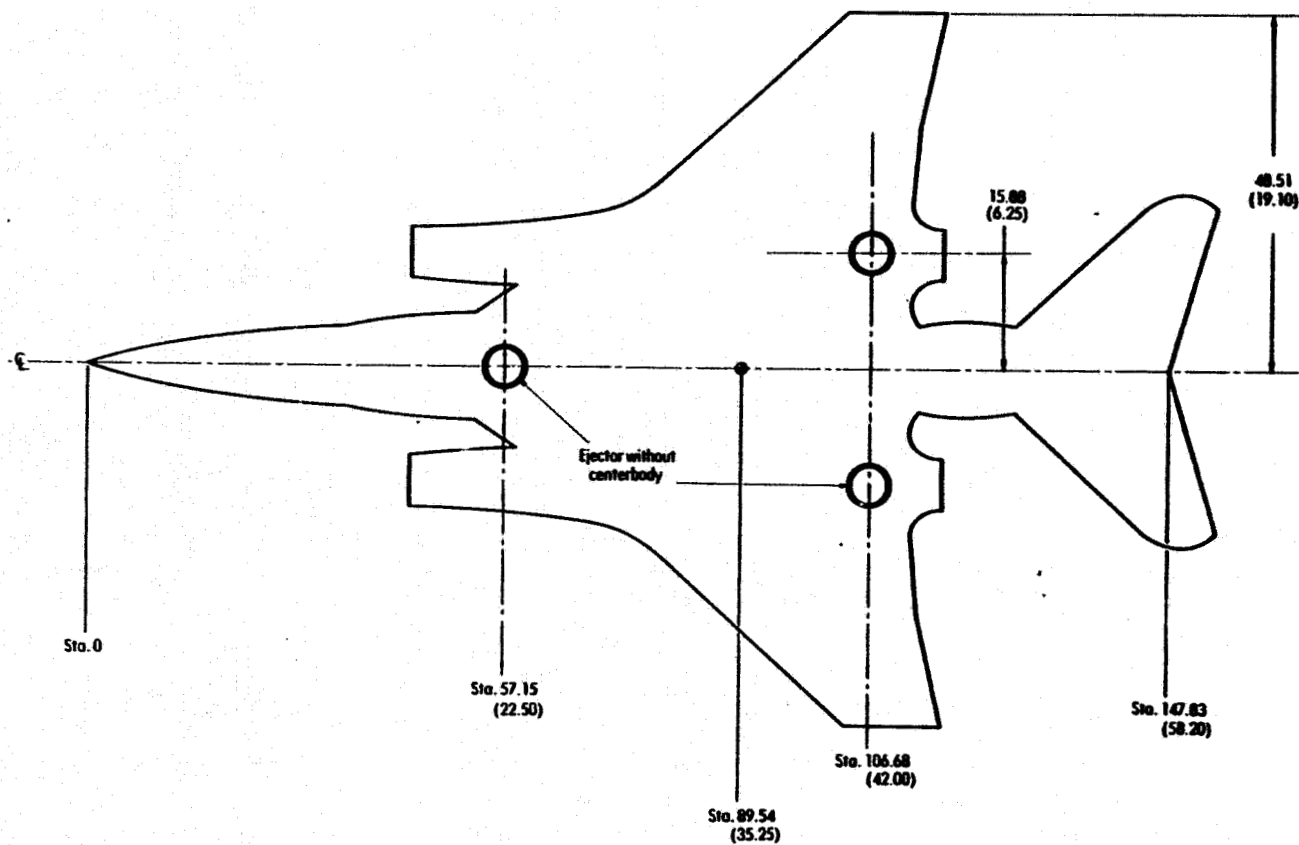 48.51
(19.10)
15.88
(6.25)
℄
Ejector without
centerbody
Sta. 0
Sta. 57.15
(22.50)
Sta. 147.83
(58.20)
Sta. 106.68
(42.00)
Sta. 89.54
(35.25)